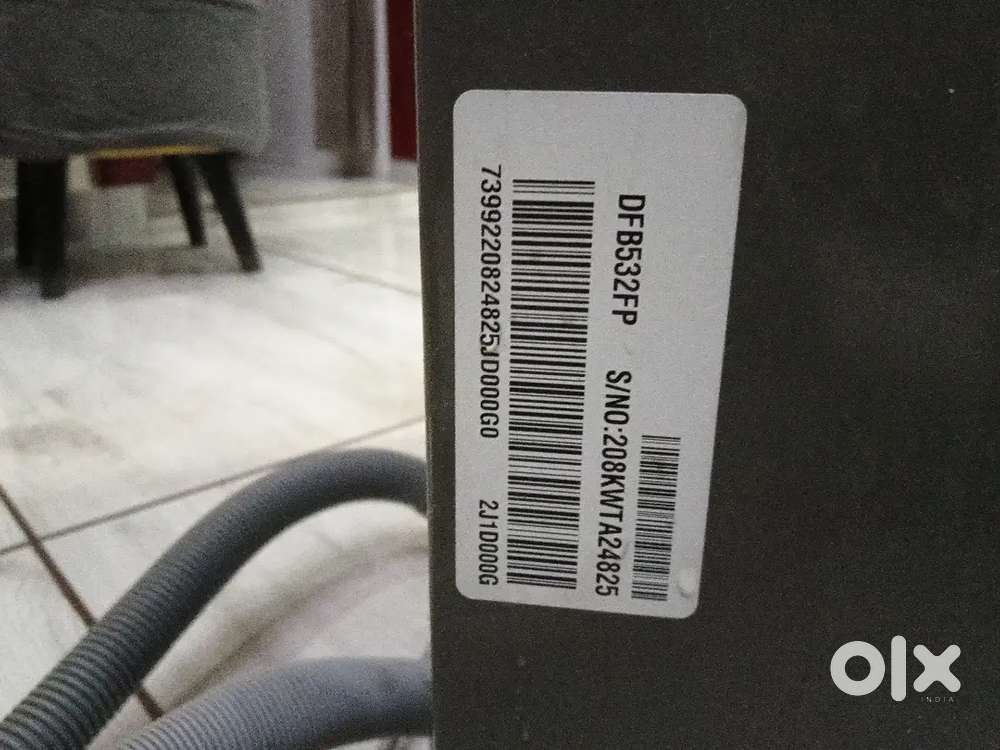 DFB532FP S/NO:208KWTA24825
7399220824825JD000G0 2J1D000G
olx
INDIA